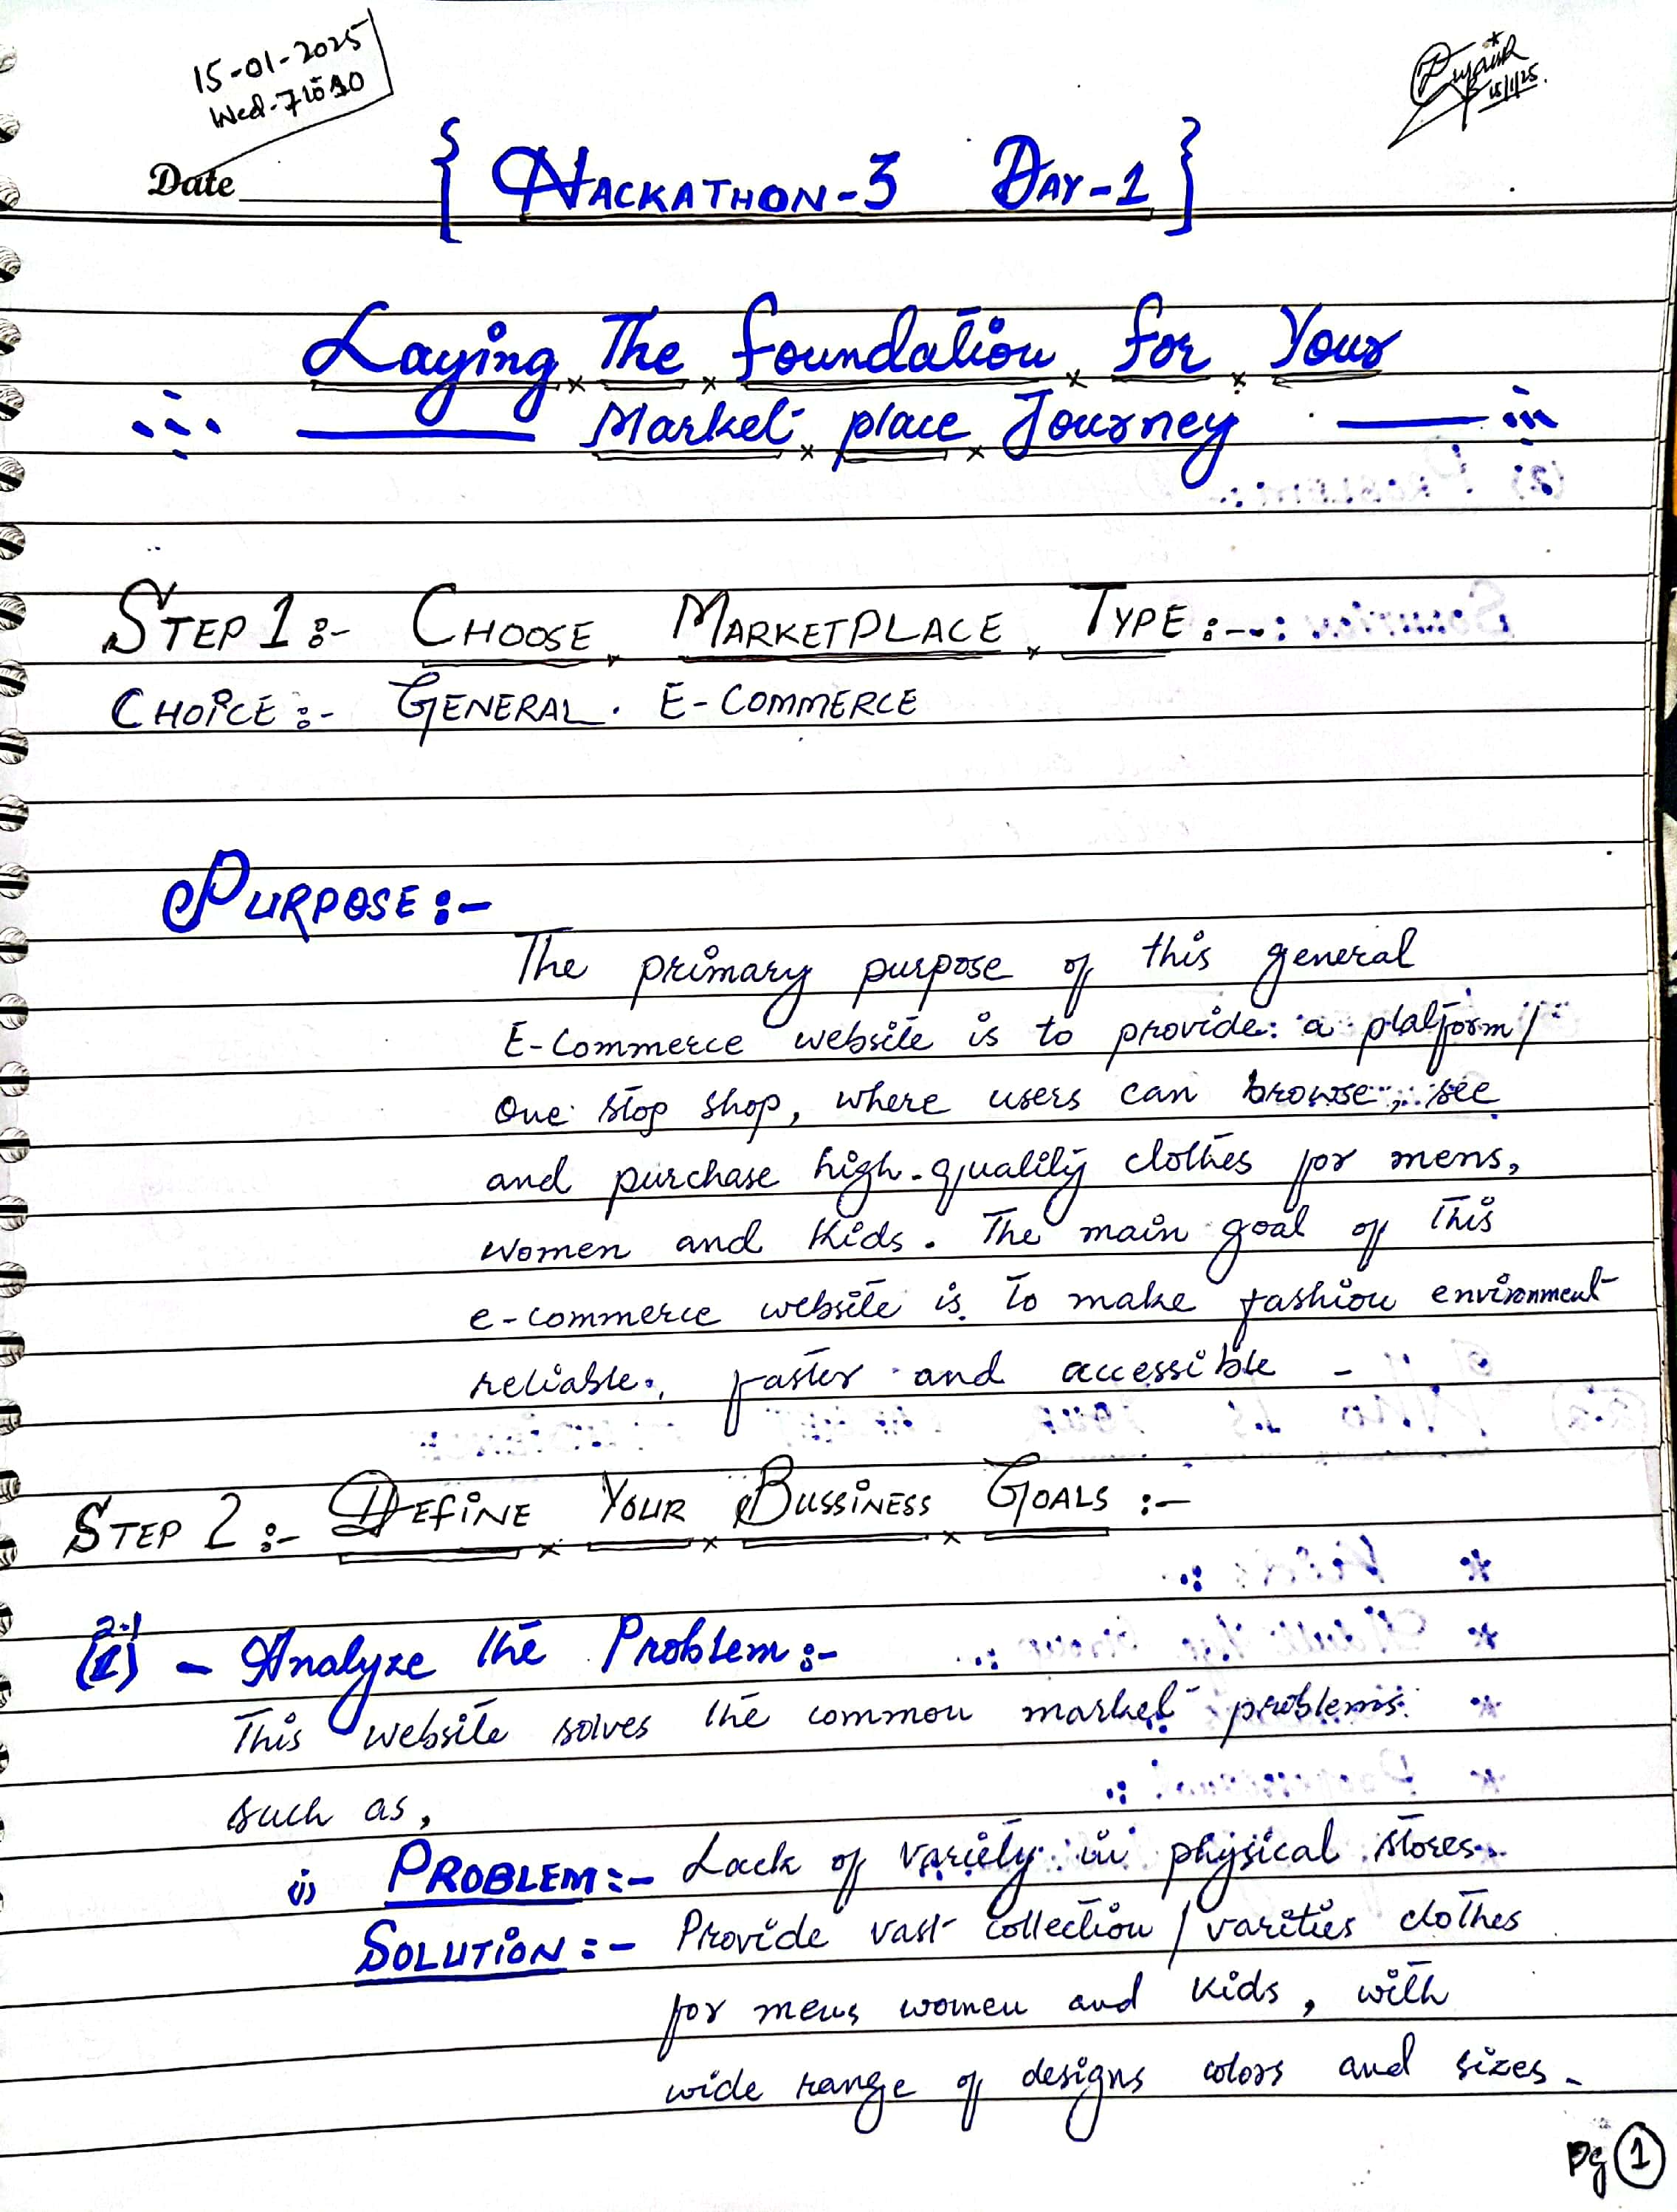 15-01-2025
Wed-7 to 10
15/1/25.
Date
{ HACKATHON-3 DAY-1 }
Laying The foundation for Your
Market place Journey
STEP 1:- CHOOSE MARKETPLACE TYPE:-
CHOICE:- GENERAL E-COMMERCE
PURPOSE:-
The primary purpose of this general
E-Commerce website is to provide a platform/
one stop shop, where users can browse, see
and purchase high-quality clothes for mens,
women and kids. The main goal of this
e-commerce website is to make fashion environment
reliable, faster and accessible -
STEP 2:- DEFINE YOUR BUSSINESS GOALS :-
2.1
- Analyze the Problem:-
This website solves the common market problems
such as,
i) PROBLEM:- Lack of variety in physical stores.
SOLUTION:- Provide vast collection / varities clothes
for mens women and kids, with
wide range of designs colors and sizes -
Pg 1